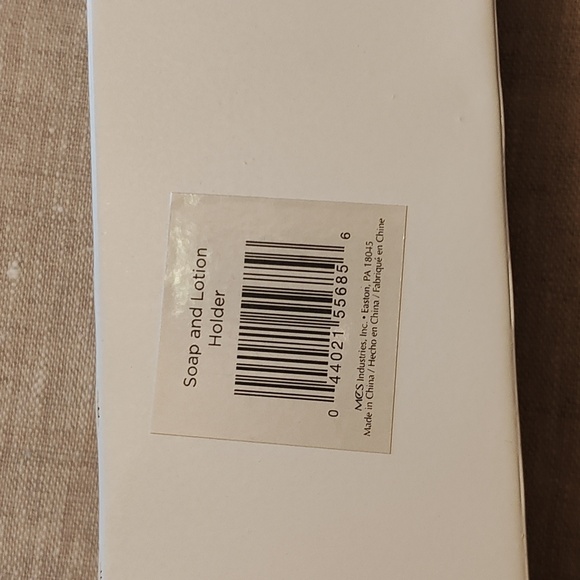 Soap and Lotion
Holder
0 44021 55685 6
MCS Industries, Inc. • Easton, PA 18045
Made in China / Hecho en China / Fabriqué en Chine